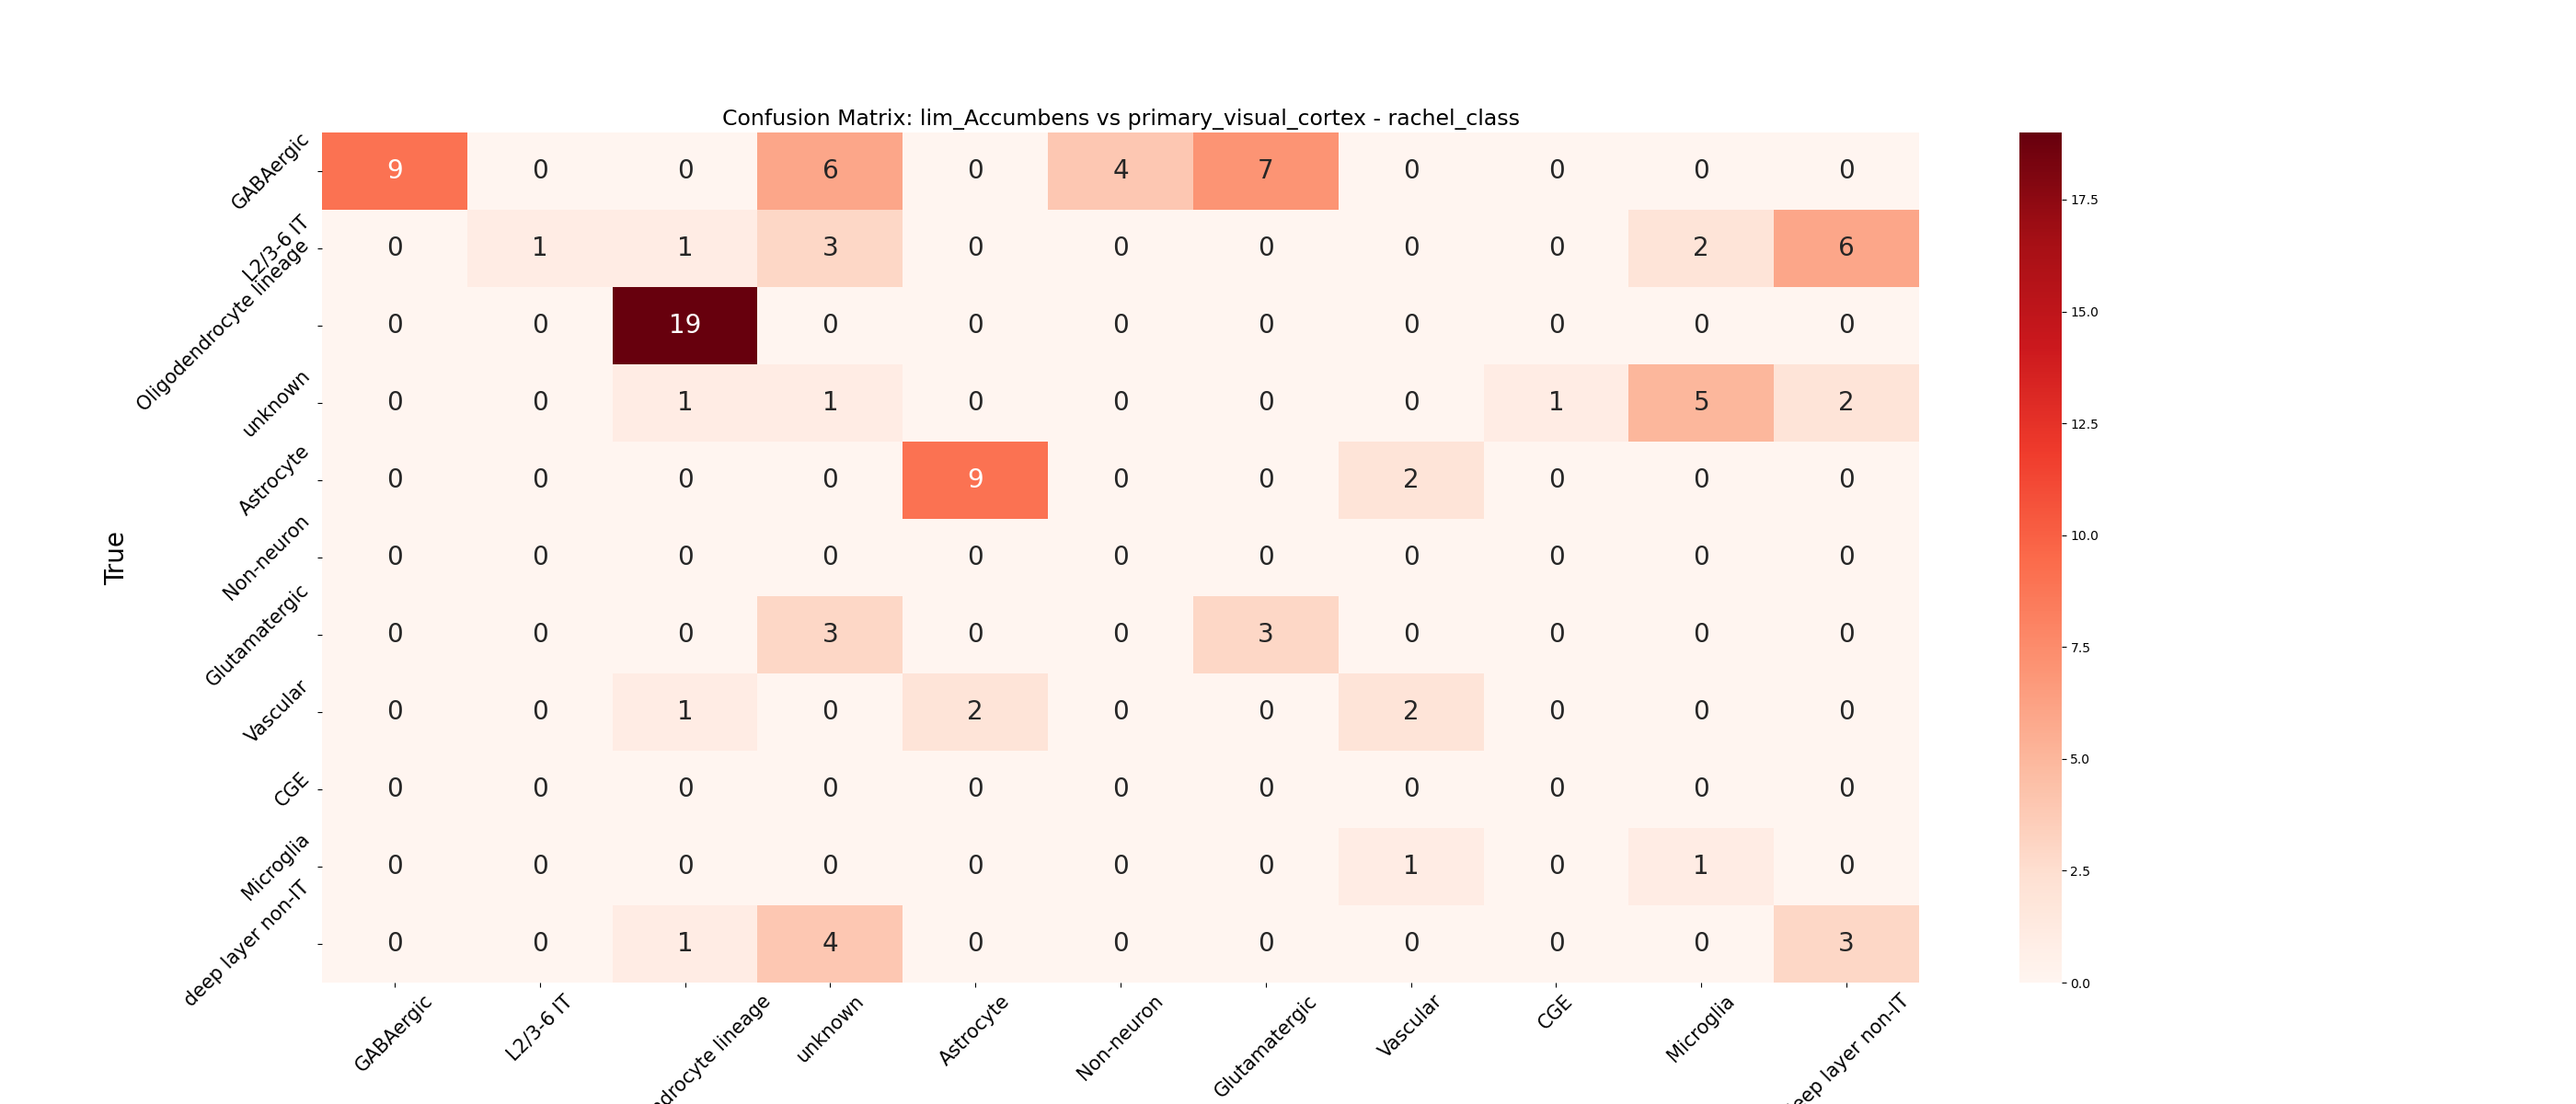 Confusion Matrix: lim_Accumbens vs primary_visual_cortex - rachel_class
True
GABAergic 9 0 0 6 0 4 7 0 0 0 0
L2/3-6 IT 0 1 1 3 0 0 0 0 0 2 6
Oligodendrocyte lineage 0 0 19 0 0 0 0 0 0 0 0
unknown 0 0 1 1 0 0 0 0 1 5 2
Astrocyte 0 0 0 0 9 0 0 2 0 0 0
Non-neuron 0 0 0 0 0 0 0 0 0 0 0
Glutamatergic 0 0 0 3 0 0 3 0 0 0 0
Vascular 0 0 1 0 2 0 0 2 0 0 0
CGE 0 0 0 0 0 0 0 0 0 0 0
Microglia 0 0 0 0 0 0 0 1 0 1 0
deep layer non-IT 0 0 1 4 0 0 0 0 0 0 3
GABAergic L2/3-6 IT ndrocyte lineage unknown Astrocyte Non-neuron Glutamatergic Vascular CGE Microglia eep layer non-IT
17.5
15.0
12.5
10.0
7.5
5.0
2.5
0.0